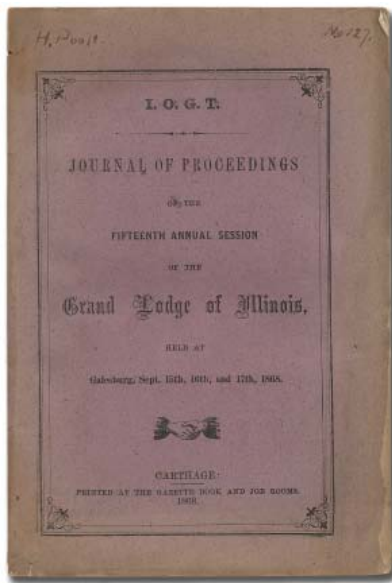 H. Poole.
No 127.
I. O. G. T.
JOURNAL OF PROCEEDINGS
OF THE
FIFTEENTH ANNUAL SESSION
OF THE
Grand Lodge of Illinois,
HELD AT
Galesburg, Sept. 15th, 16th, and 17th, 1868.
CARTHAGE:
PRINTED AT THE GAZETTE BOOK AND JOB ROOMS.
1868.